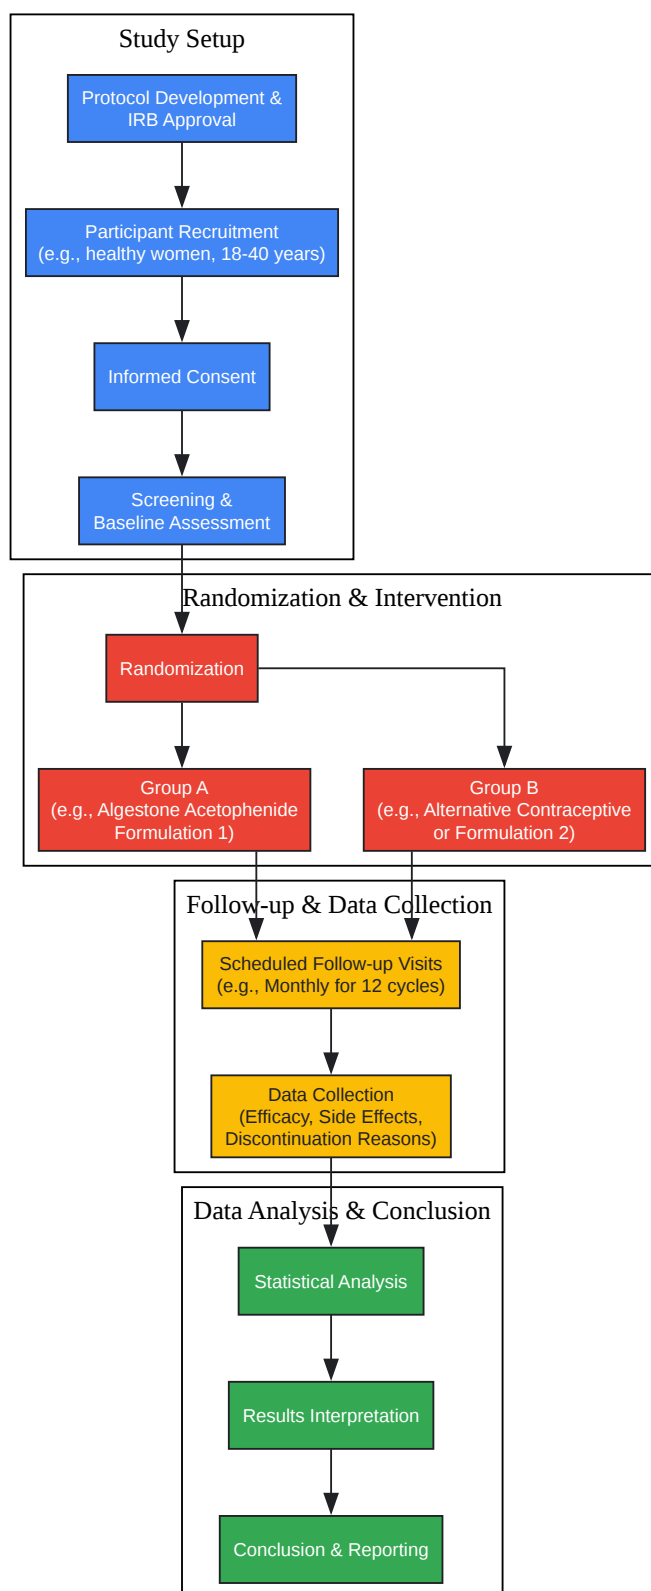 Study Setup
Protocol Development &
IRB Approval
Participant Recruitment
(e.g., healthy women, 18-40 years)
Informed Consent
Screening &
Baseline Assessment
Randomization & Intervention
Randomization
Group A
(e.g., Algestone Acetophenide
Formulation 1)
Group B
(e.g., Alternative Contraceptive
or Formulation 2)
Follow-up & Data Collection
Scheduled Follow-up Visits
(e.g., Monthly for 12 cycles)
Data Collection
(Efficacy, Side Effects,
Discontinuation Reasons)
Data Analysis & Conclusion
Statistical Analysis
Results Interpretation
Conclusion & Reporting